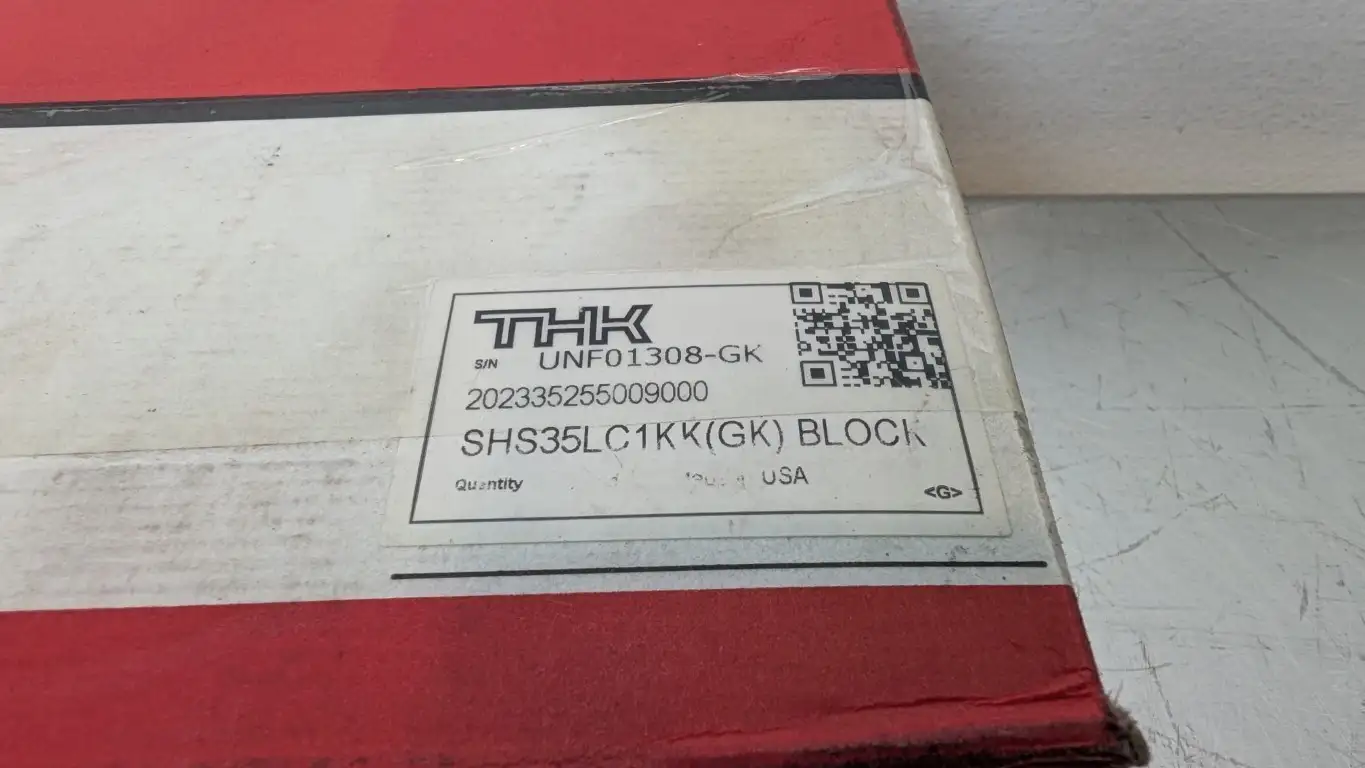 THK
S/N UNF01308-GK
202335255009000
SHS35LC1KK(GK) BLOCK
Quantity USA
<G>